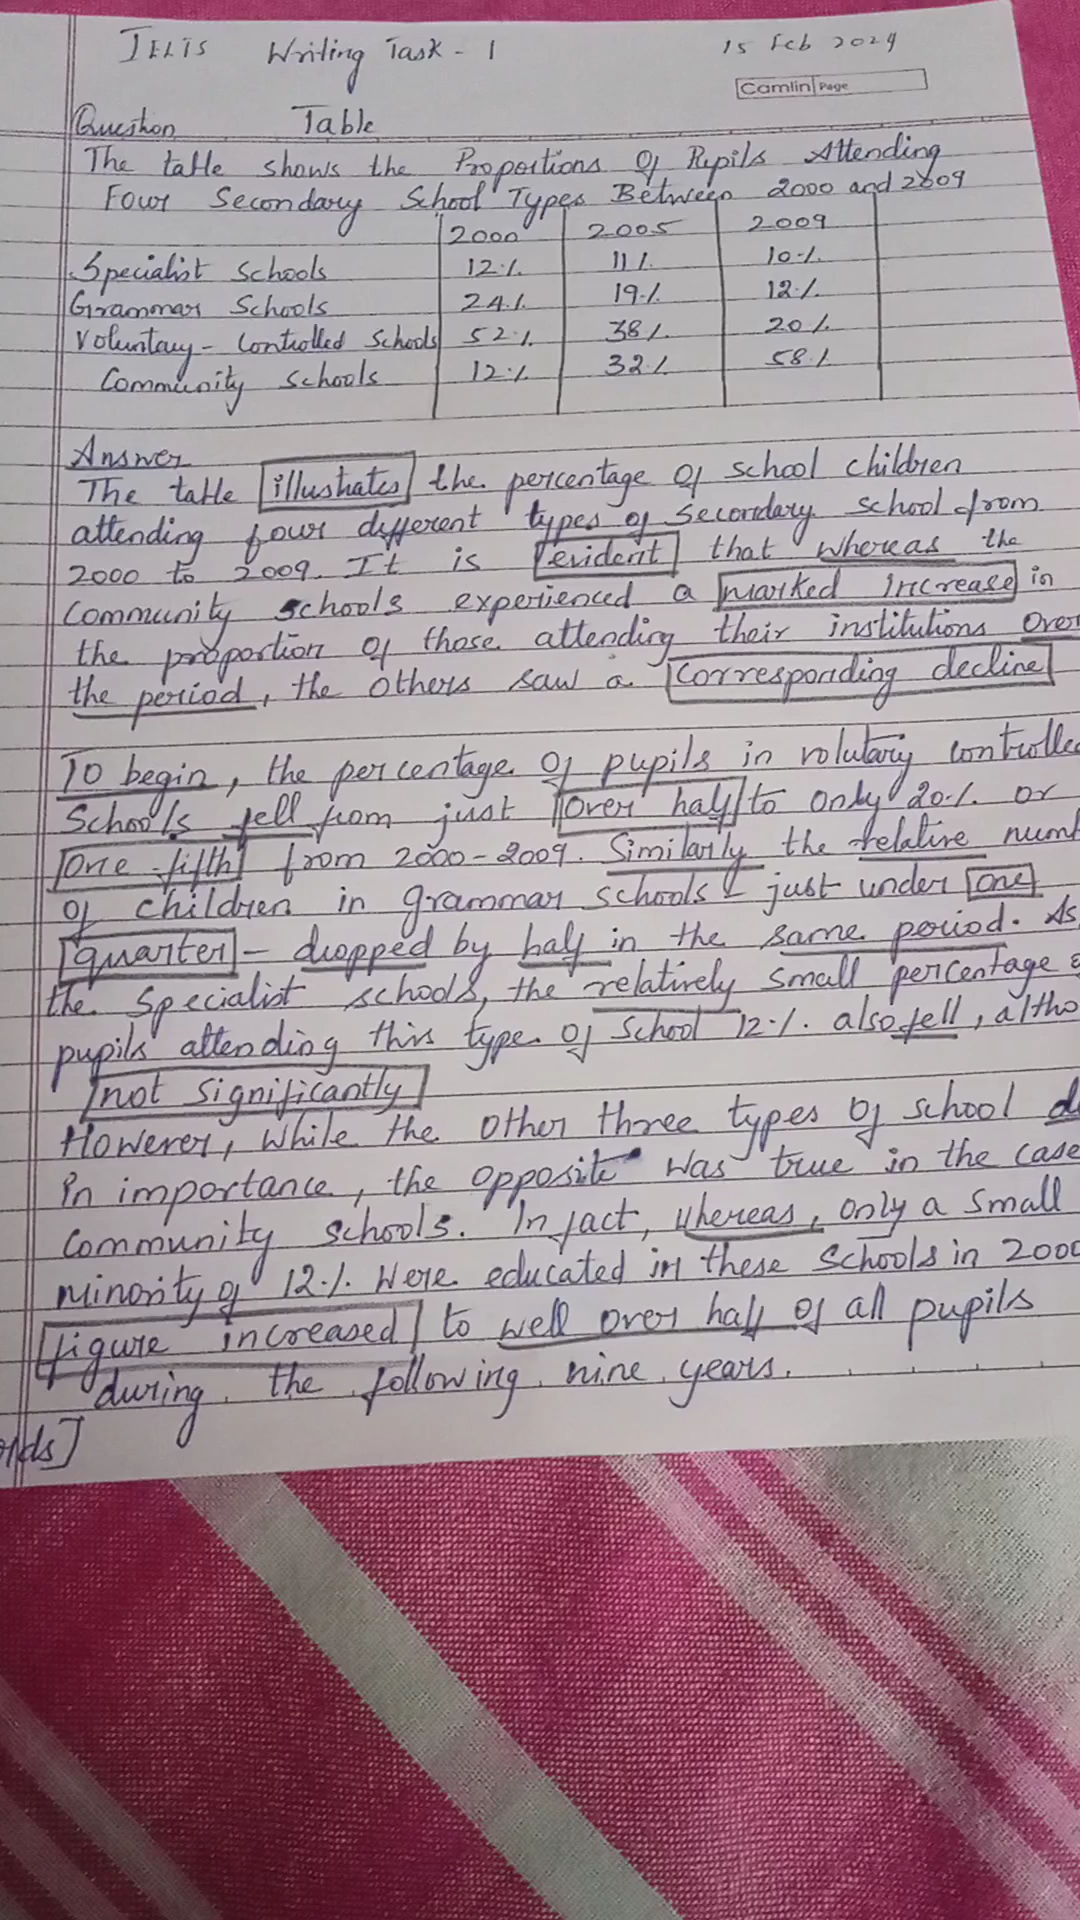 IELTS Writing Task - 1 15 Feb 2024
Camlin Page
Question Table
The table shows the Proportions Of Pupils Attending
Four Secondary School Types Between 2000 and 2009
2000 2005 2009
Specialist Schools 12% 11% 10%
Grammar Schools 24% 19% 12%
Voluntary - Controlled Schools 52% 38% 20%
Community Schools 12% 32% 58%
Answer
The table illustrates the percentage of school children
attending four different types of secondary school from
2000 to 2009. It is evident that whereas the
Community schools experienced a marked increase in
the proportion of those attending their institutions over
the period, the others saw a corresponding decline
To begin, the percentage of pupils in volutary controlle
Schools fell from just over half to only 20% or
one fifth from 2000-2009. Similarly the relative numb
of children in grammar schools - just under one
quarter - dropped by half in the same period. As
the Specialist schools, the relatively small percentage
pupils attending this type of school 12% also fell, altho
not significantly
However, while the other three types of school d
in importance, the opposite was true in the case
Community schools. In fact, whereas, only a small
minority of 12% were educated in these schools in 2000
figure increased to well over half of all pupils
during the following nine years.
ords]